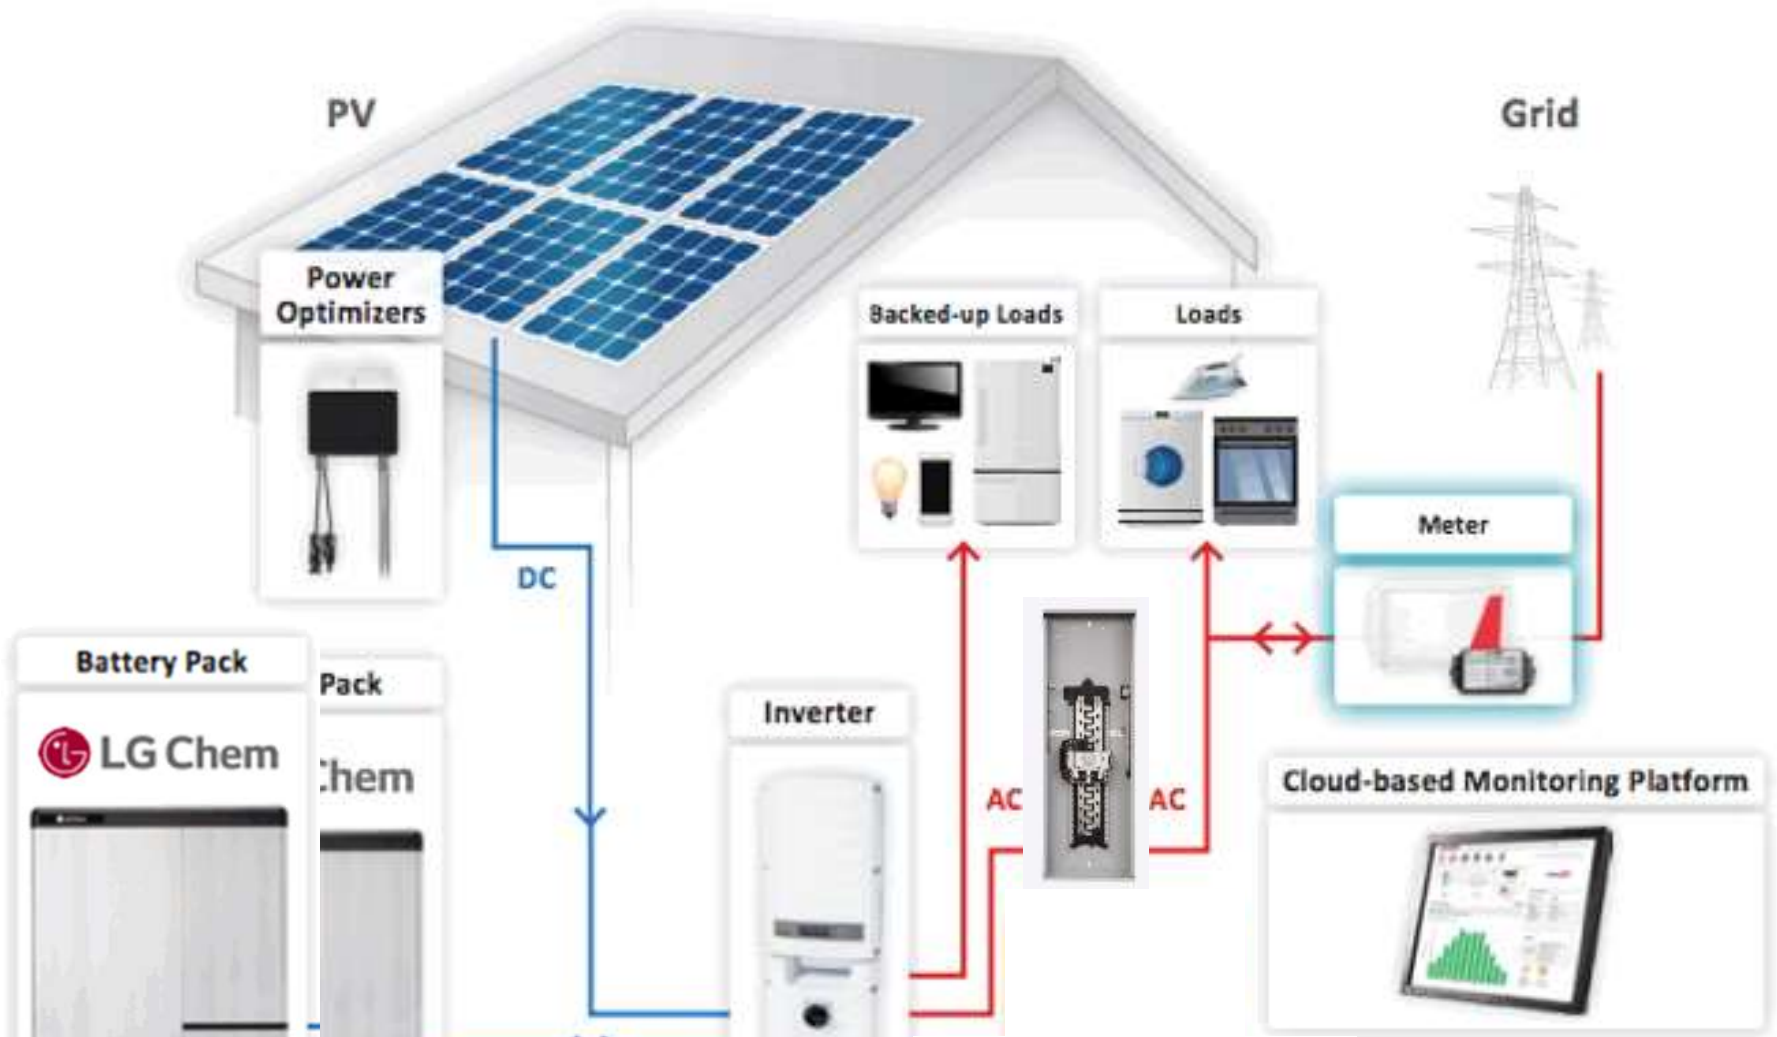 PV
Grid
Power
Optimizers
Backed-up Loads
Loads
Meter
DC
Battery Pack
Pack
LG Chem
Chem
Inverter
AC
AC
Cloud-based Monitoring Platform